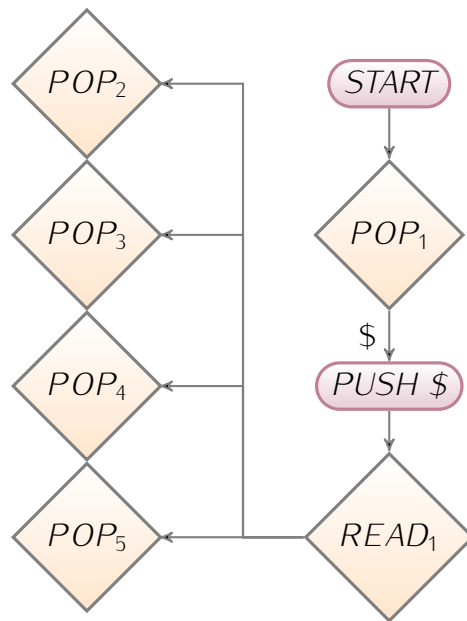 POP₂
START
POP₃
POP₁
$
POP₄
PUSH $
POP₅
READ₁